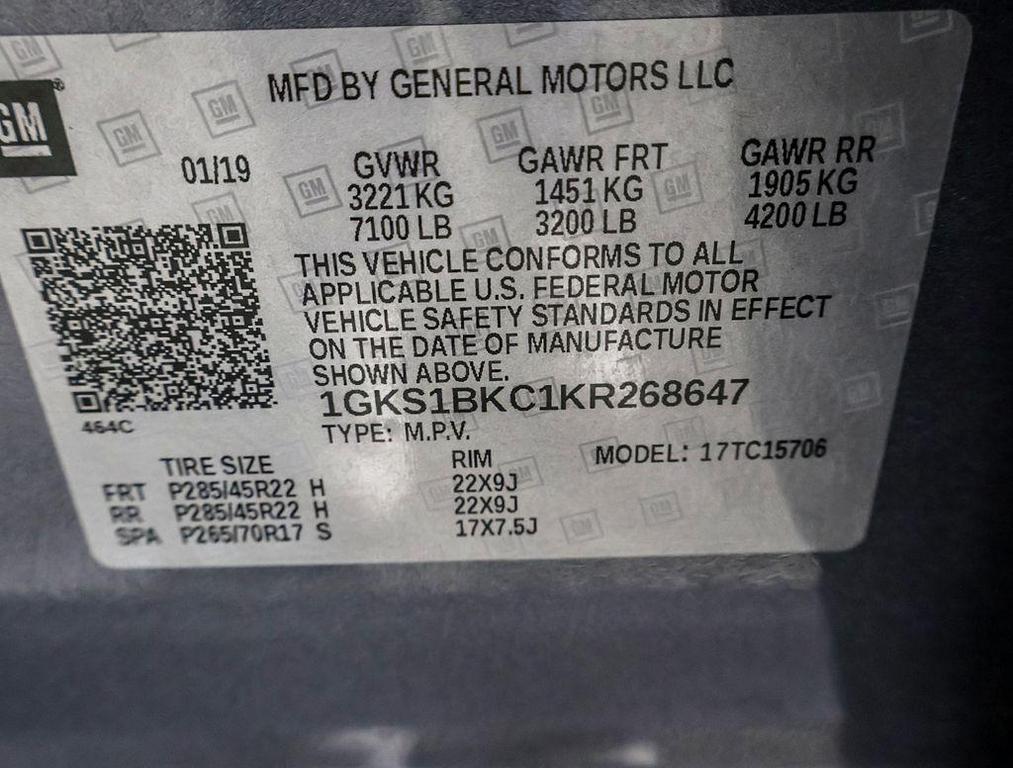 GM
MFD BY GENERAL MOTORS LLC
01/19 GVWR GAWR FRT GAWR RR
3221 KG 1451 KG 1905 KG
7100 LB 3200 LB 4200 LB
THIS VEHICLE CONFORMS TO ALL
APPLICABLE U.S. FEDERAL MOTOR
VEHICLE SAFETY STANDARDS IN EFFECT
ON THE DATE OF MANUFACTURE
SHOWN ABOVE.
1GKS1BKC1KR268647
464C
TYPE: M.P.V.
TIRE SIZE RIM MODEL: 17TC15706
FRT P285/45R22 H 22X9J
RR P285/45R22 H 22X9J
SPA P265/70R17 S 17X7.5J